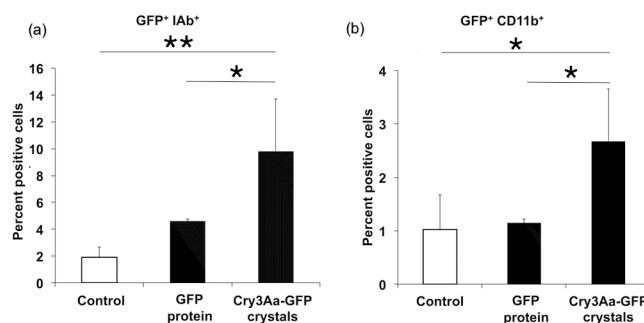 (a)
GFP⁺ IAb⁺
**
*
Percent positive cells
16
14
12
10
8
6
4
2
0
Control
GFP
protein
Cry3Aa-GFP
crystals
(b)
GFP⁺ CD11b⁺
*
*
Percent positive cells
4
3
2
1
0
Control
GFP
protein
Cry3Aa-GFP
crystals